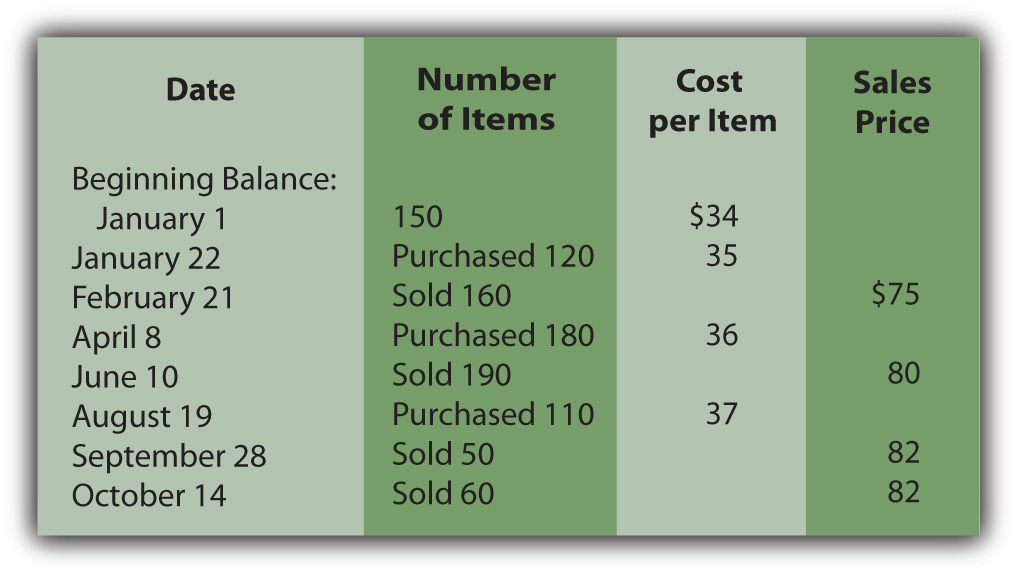 Date Number of Items Cost per Item Sales Price
Beginning Balance:
January 1 150 $34
January 22 Purchased 120 35
February 21 Sold 160 $75
April 8 Purchased 180 36
June 10 Sold 190 80
August 19 Purchased 110 37
September 28 Sold 50 82
October 14 Sold 60 82